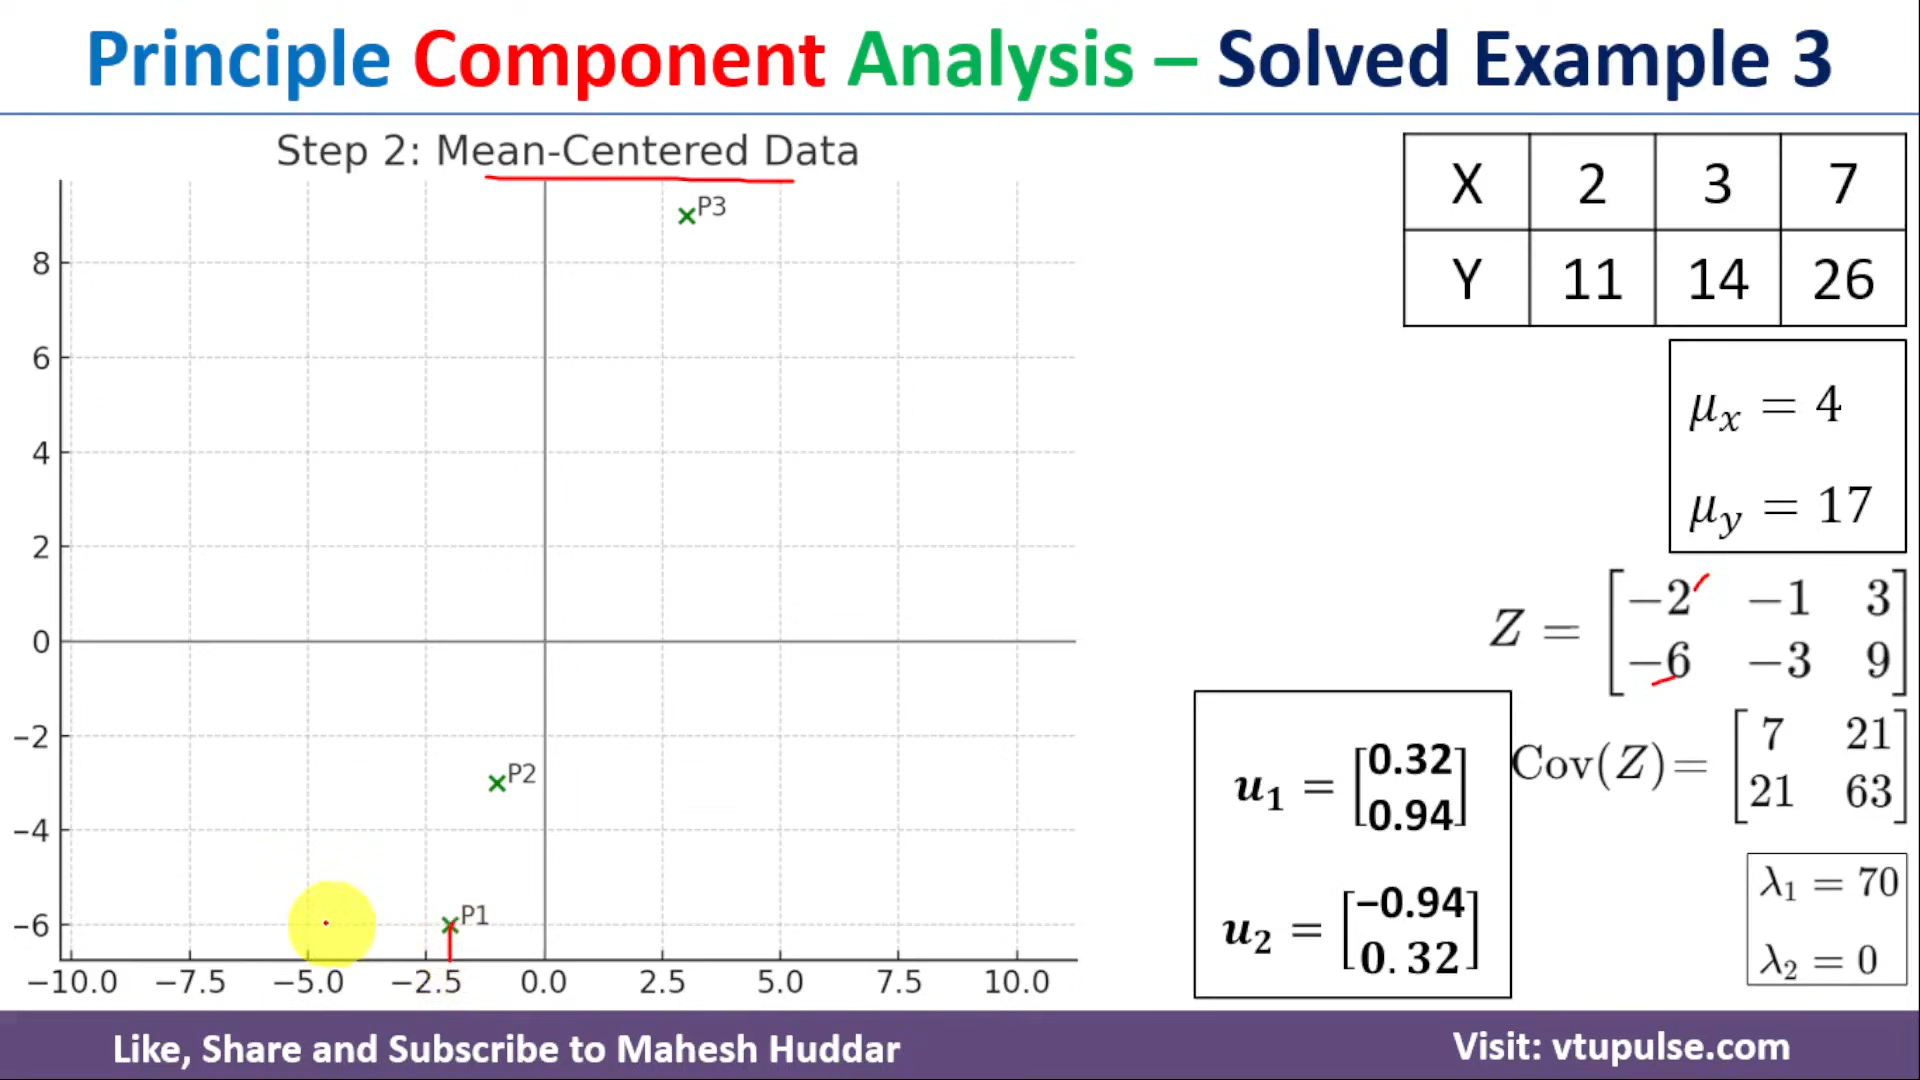 Principle Component Analysis – Solved Example 3
Step 2: Mean-Centered Data
X 2 3 7
Y 11 14 26
μx = 4
μy = 17
Z = [−2 −1 3
−6 −3 9]
Cov(Z)= [7 21
21 63]
u1 = [0.32
0.94]
u2 = [−0.94
0.32]
λ1 = 70
λ2 = 0
P3
P2
P1
8
6
4
2
0
−2
−4
−6
−10.0 −7.5 −5.0 −2.5 0.0 2.5 5.0 7.5 10.0
Like, Share and Subscribe to Mahesh Huddar
Visit: vtupulse.com